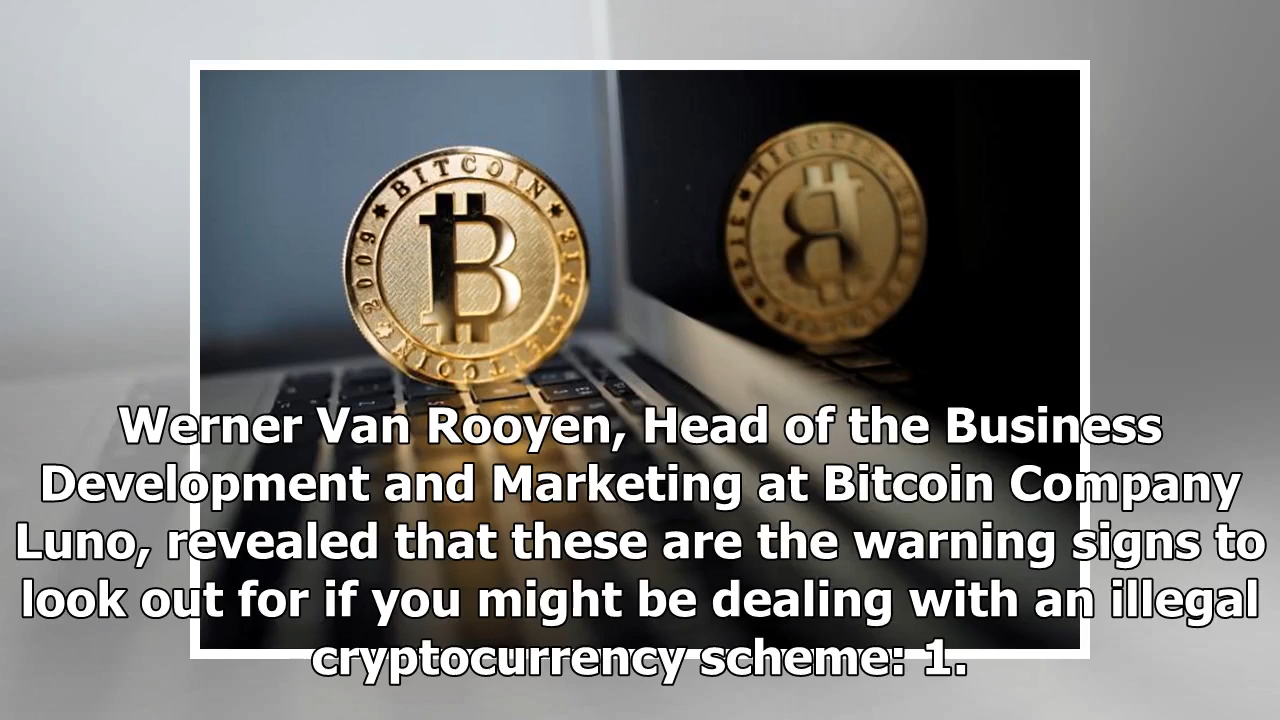 BITCOIN
2009
BITCOIN
Werner Van Rooyen, Head of the Business
Development and Marketing at Bitcoin Company
Luno, revealed that these are the warning signs to
look out for if you might be dealing with an illegal
cryptocurrency scheme: 1.